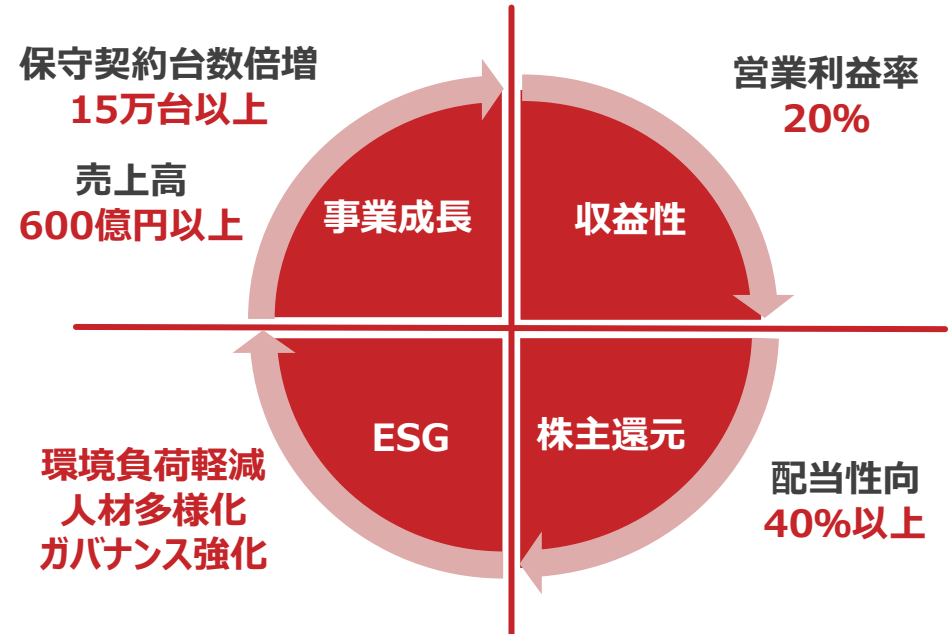 保守契約台数倍増
15万台以上
売上高
600億円以上
事業成長
営業利益率
20%
収益性
ESG
環境負荷軽減
人材多様化
ガバナンス強化
株主還元
配当性向
40%以上